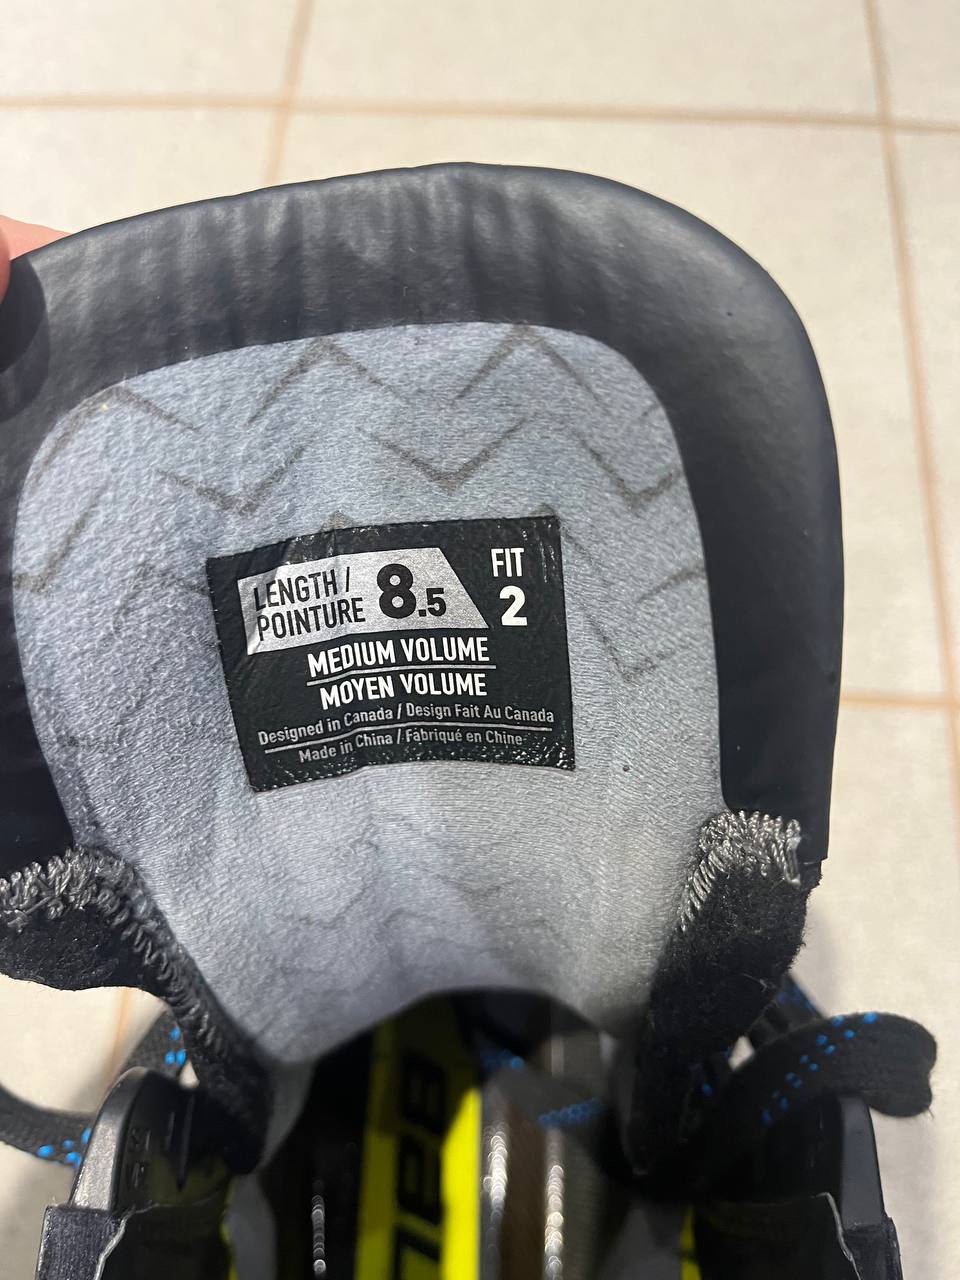 LENGTH /
POINTURE
8.5
FIT
2
MEDIUM VOLUME
MOYEN VOLUME
Designed in Canada / Design Fait Au Canada
Made in China / Fabriqué en Chine